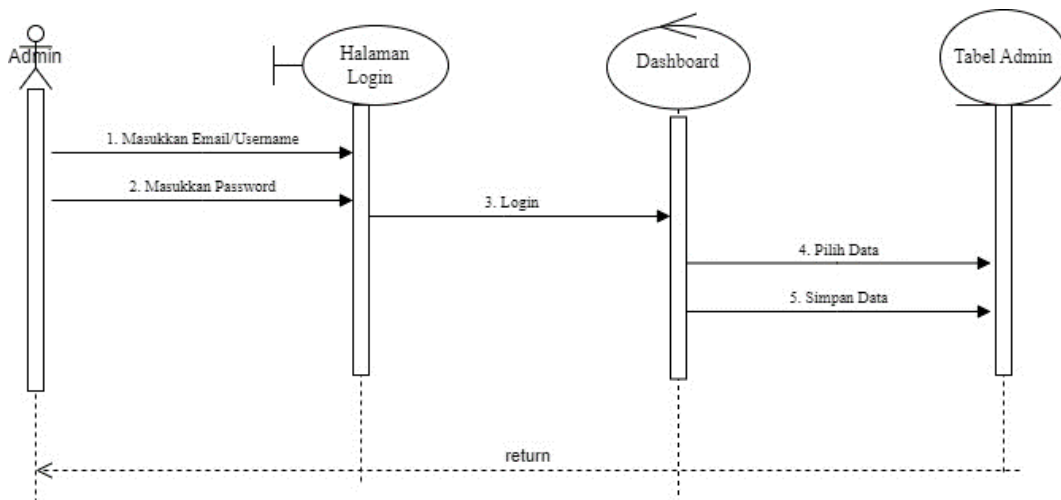 Admin
Halaman
Login
Dashboard
Tabel Admin
1. Masukkan Email/Username
2. Masukkan Password
3. Login
4. Pilih Data
5. Simpan Data
return